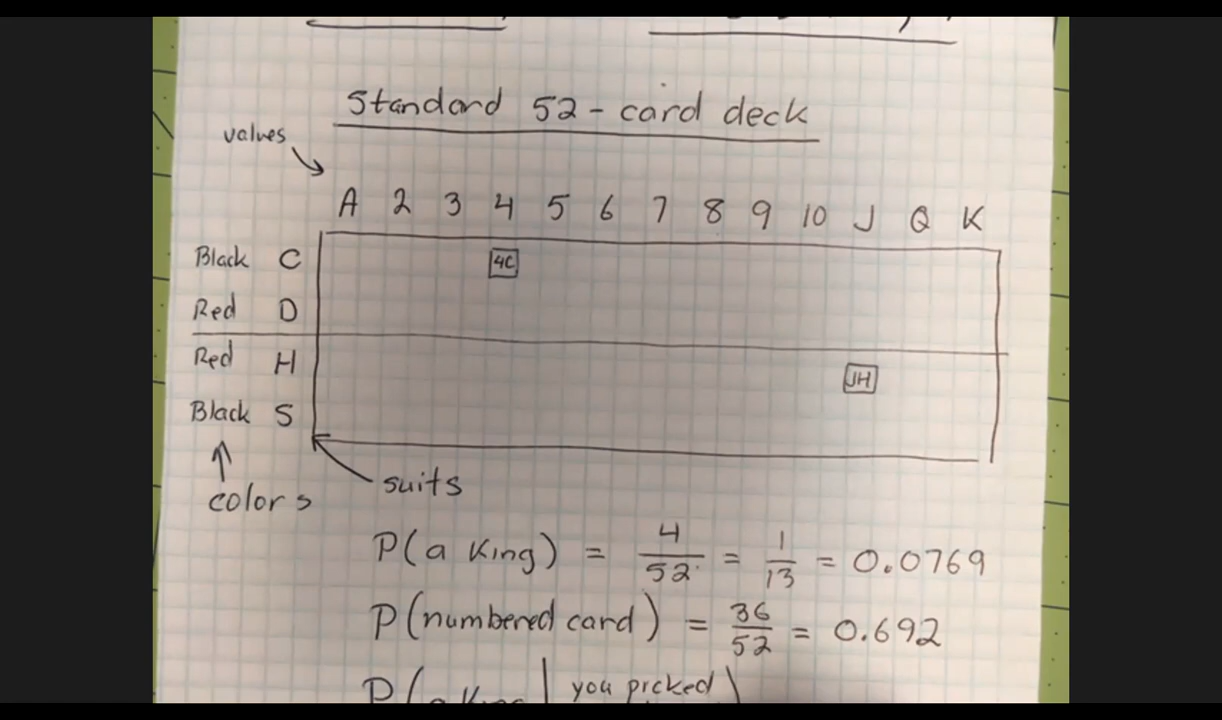 Standard 52-card deck
values
A 2 3 4 5 6 7 8 9 10 J Q K
Black C 4C
Red D
Red H JH
Black S
colors
suits
P(a King) = 4/52 = 1/13 = 0.0769
P(numbered card) = 36/52 = 0.692
P(a King | you picked